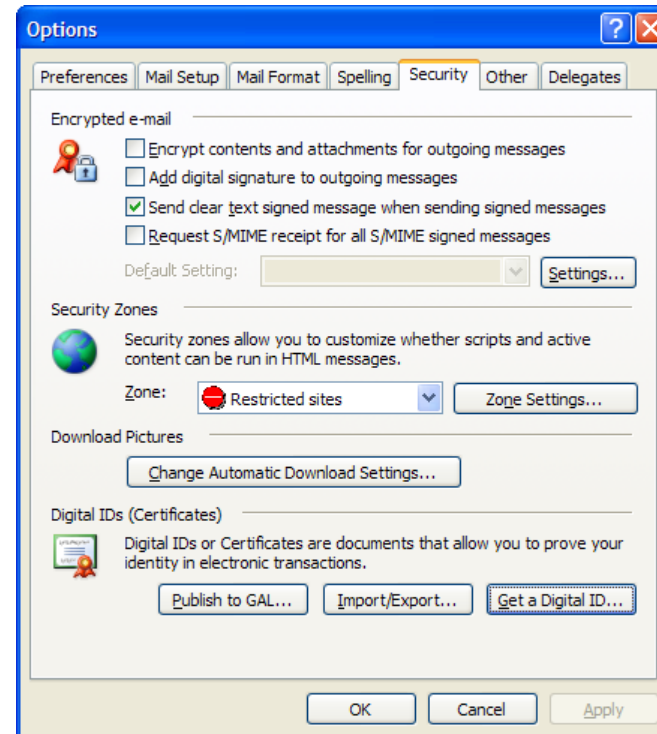 Options
Preferences Mail Setup Mail Format Spelling Security Other Delegates
Encrypted e-mail
Encrypt contents and attachments for outgoing messages
Add digital signature to outgoing messages
Send clear text signed message when sending signed messages
Request S/MIME receipt for all S/MIME signed messages
Default Setting: Settings...
Security Zones
Security zones allow you to customize whether scripts and active
content can be run in HTML messages.
Zone: Restricted sites Zone Settings...
Download Pictures
Change Automatic Download Settings...
Digital IDs (Certificates)
Digital IDs or Certificates are documents that allow you to prove your
identity in electronic transactions.
Publish to GAL... Import/Export... Get a Digital ID...
OK Cancel Apply